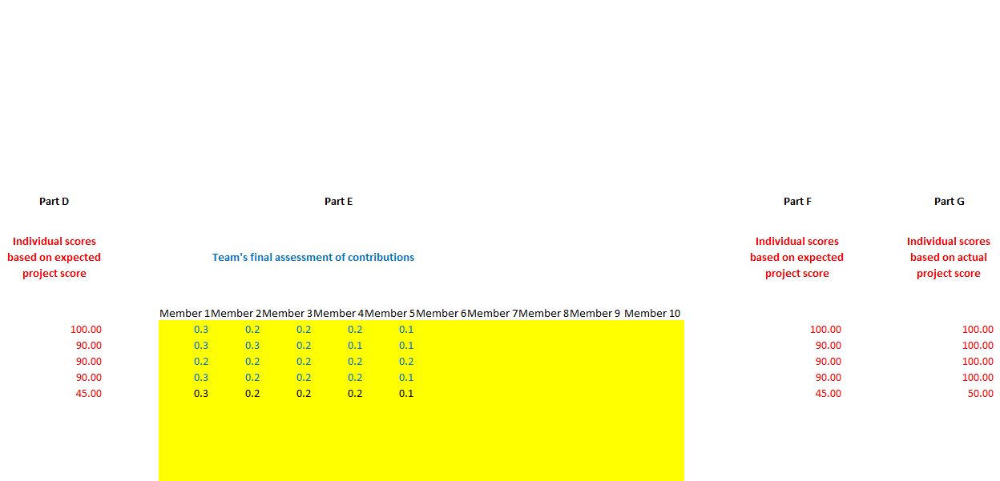 Part D Part E Part F Part G
Individual scores Individual scores Individual scores
based on expected Team's final assessment of contributions based on expected based on actual
project score project score project score
Member 1 Member 2 Member 3 Member 4 Member 5 Member 6 Member 7 Member 8 Member 9 Member 10
100.00 0.3 0.2 0.2 0.2 0.1 100.00 100.00
90.00 0.3 0.3 0.2 0.1 0.1 90.00 100.00
90.00 0.2 0.2 0.2 0.2 0.2 90.00 100.00
90.00 0.3 0.2 0.2 0.2 0.1 90.00 100.00
45.00 0.3 0.2 0.2 0.2 0.1 45.00 50.00